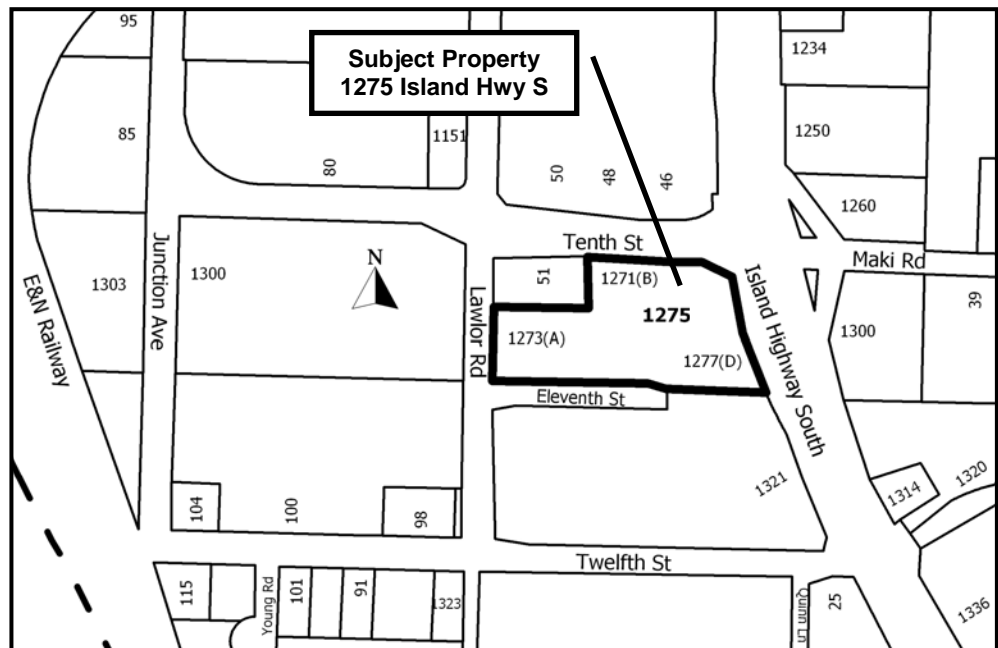 95
Subject Property
1275 Island Hwy S
1234
85
1151
80
50
48
46
1250
1260
Tenth St
Maki Rd
Junction Ave
1300
N
51
1271(B)
Island Highway South
E&N Railway
1303
Lawlor Rd
1273(A)
1275
1277(D)
1300
39
Eleventh St
104
100
98
1321
1314
1320
Twelfth St
115
Young Rd
101
91
1323
Quinn Ln
25
1336